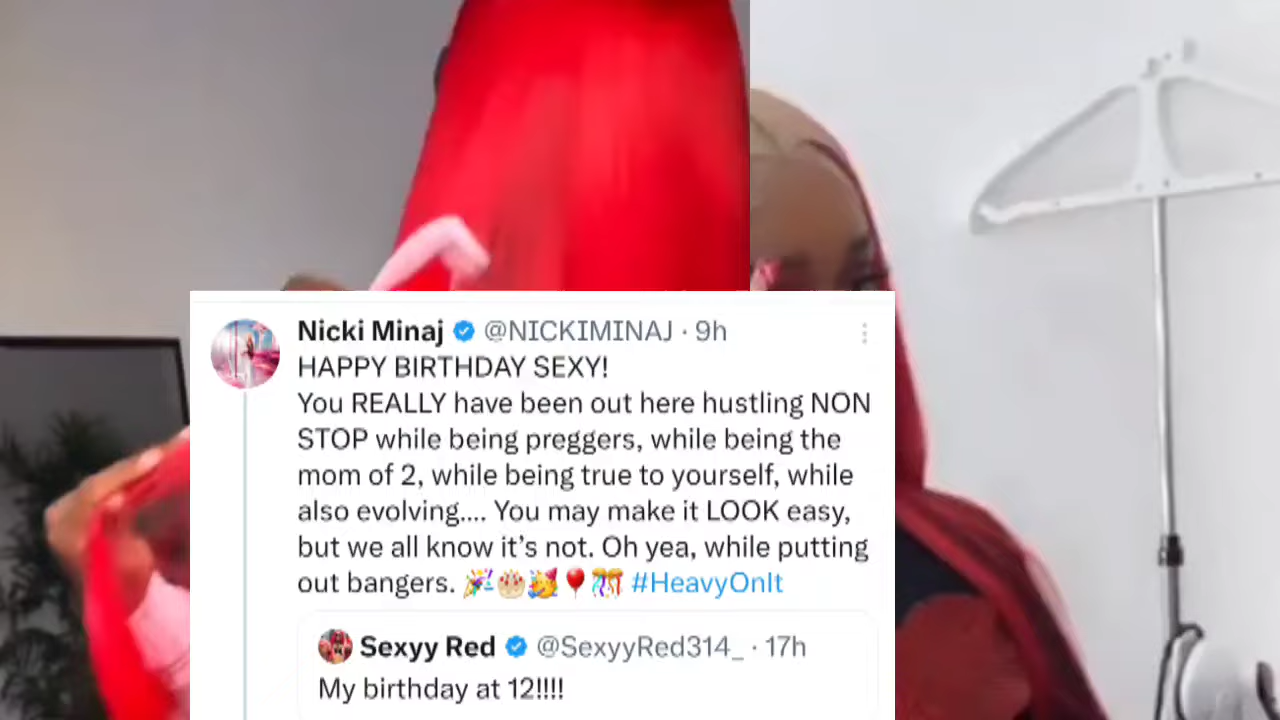 Nicki Minaj @NICKIMINAJ · 9h
HAPPY BIRTHDAY SEXY!
You REALLY have been out here hustling NON
STOP while being preggers, while being the
mom of 2, while being true to yourself, while
also evolving.... You may make it LOOK easy,
but we all know it’s not. Oh yea, while putting
out bangers. 🎉🎂🥳🎈🎊 #HeavyOnIt
Sexyy Red @SexyyRed314_ · 17h
My birthday at 12!!!!